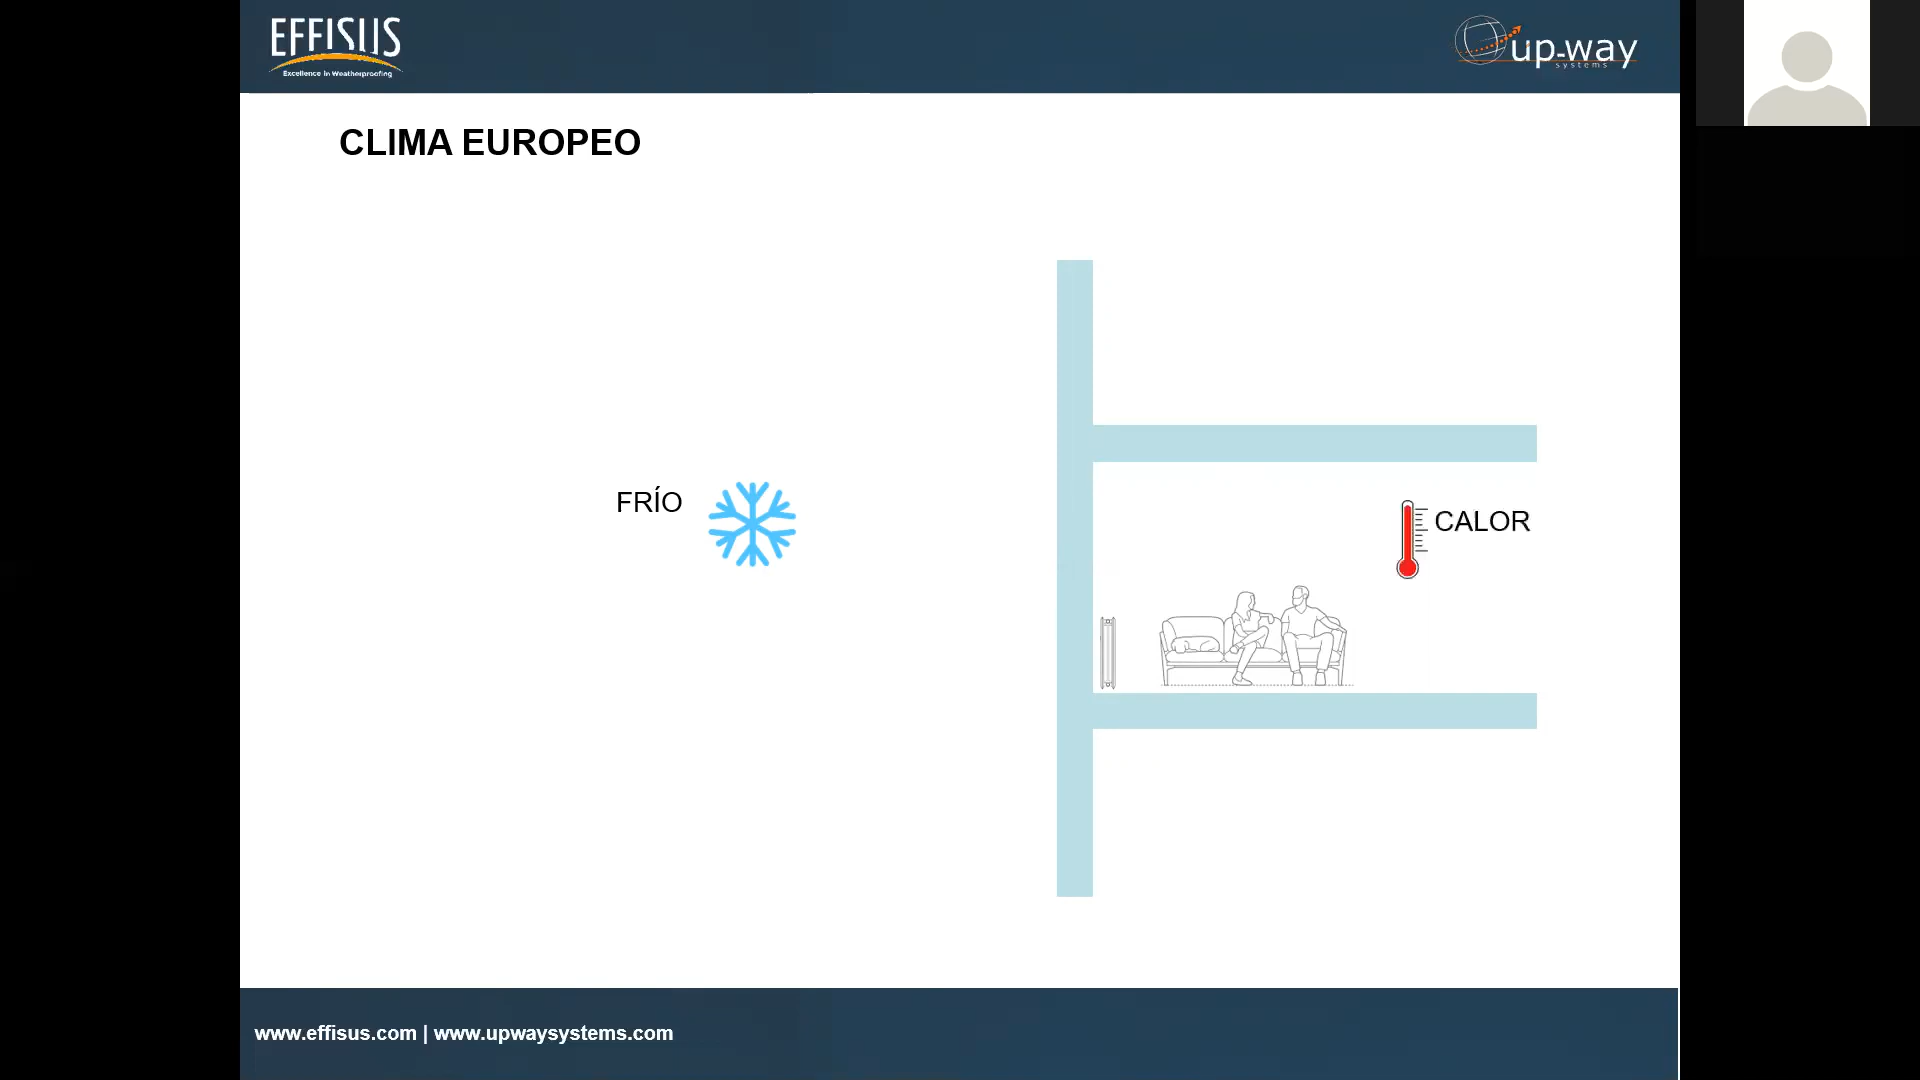 EFFISUS
Excellence in Weatherproofing
up-way
systems
CLIMA EUROPEO
FRÍO
CALOR
www.effisus.com | www.upwaysystems.com